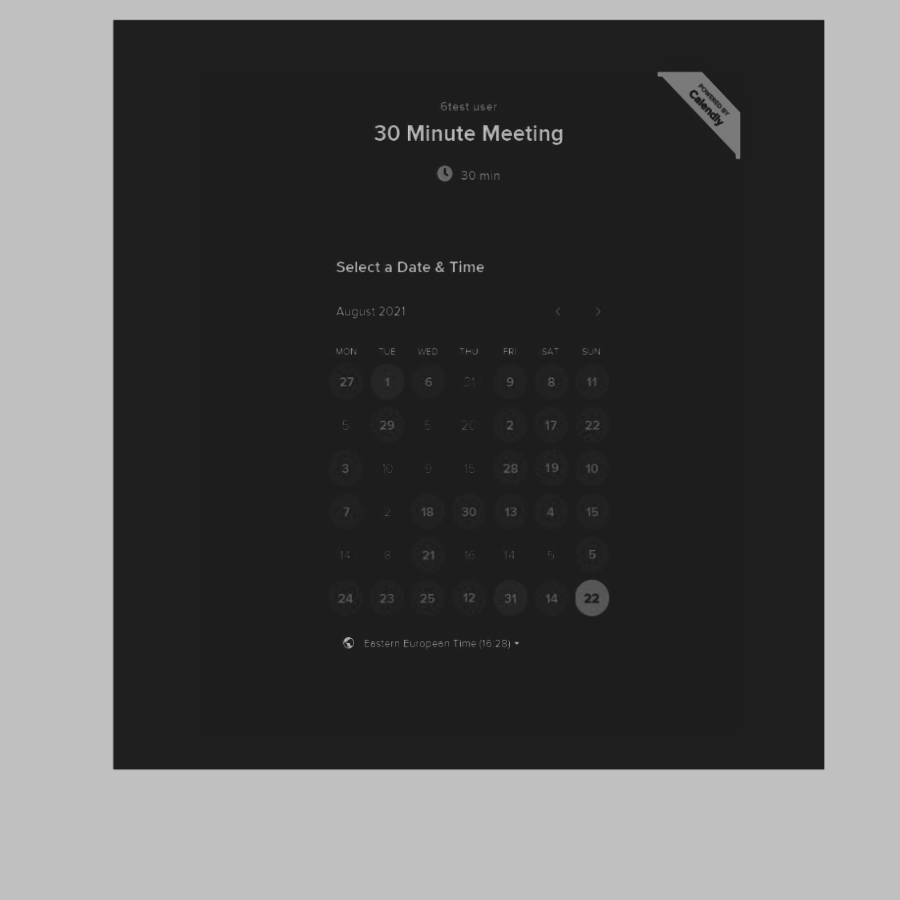 POWERED BY
Calendly
6test user
30 Minute Meeting
30 min
Select a Date & Time
August 2021
MON TUE WED THU FRI SAT SUN
27 1 6 31 9 8 11
5 29 5 20 2 17 22
3 10 9 15 28 19 10
7 2 18 30 13 4 15
14 8 21 16 14 5 5
24 23 25 12 31 14 22
Eastern European Time (16:28)